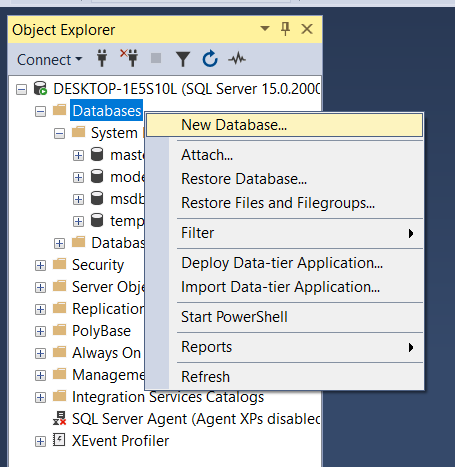 Object Explorer
Connect
DESKTOP-1E5S10L (SQL Server 15.0.2000
Databases
New Database...
System
Attach...
maste
Restore Database...
mode
Restore Files and Filegroups...
msdb
temp
Filter
Databas
Deploy Data-tier Application...
Security
Import Data-tier Application...
Server Obje
Start PowerShell
Replication
PolyBase
Reports
Always On
Manageme
Refresh
Integration Services Catalogs
SQL Server Agent (Agent XPs disablec
XEvent Profiler